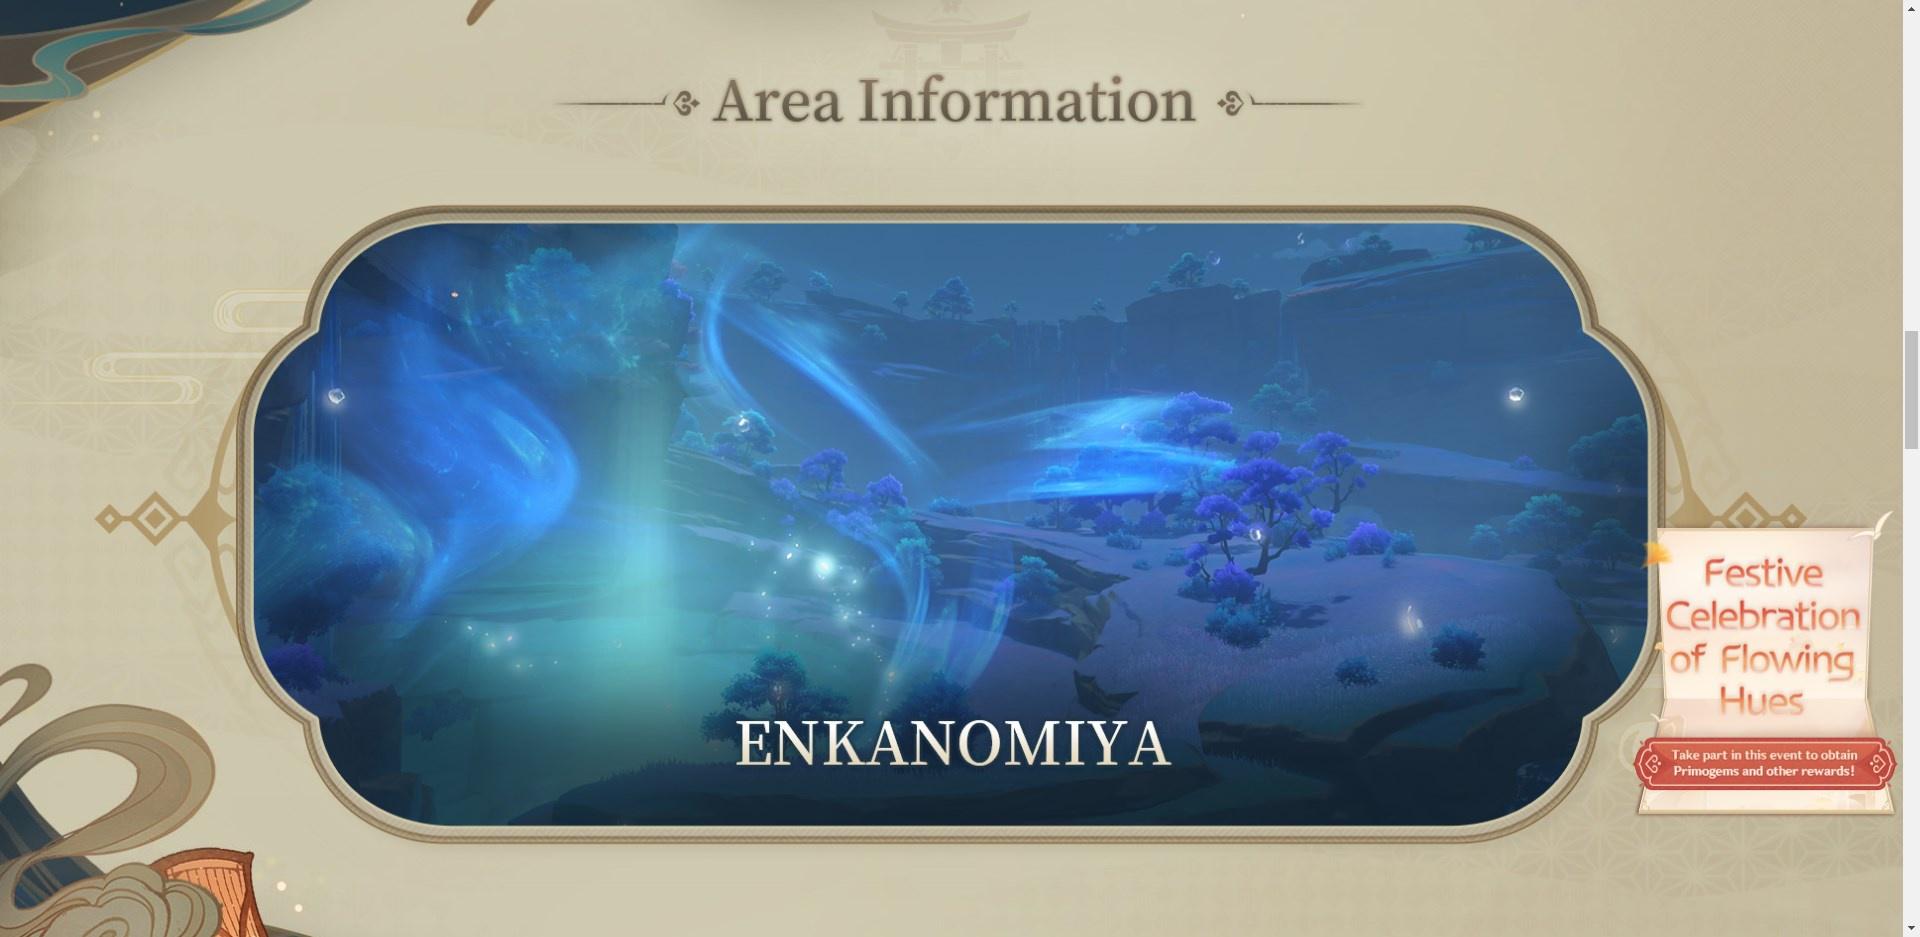 Area Information
ENKANOMIYA
Festive
Celebration
of Flowing
Hues
Take part in this event to obtain
Primogems and other rewards!